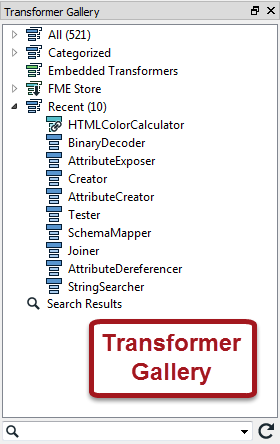 Transformer Gallery
All (521)
Categorized
Embedded Transformers
FME Store
Recent (10)
HTMLColorCalculator
BinaryDecoder
AttributeExposer
Creator
AttributeCreator
Tester
SchemaMapper
Joiner
AttributeDereferencer
StringSearcher
Search Results
Transformer
Gallery